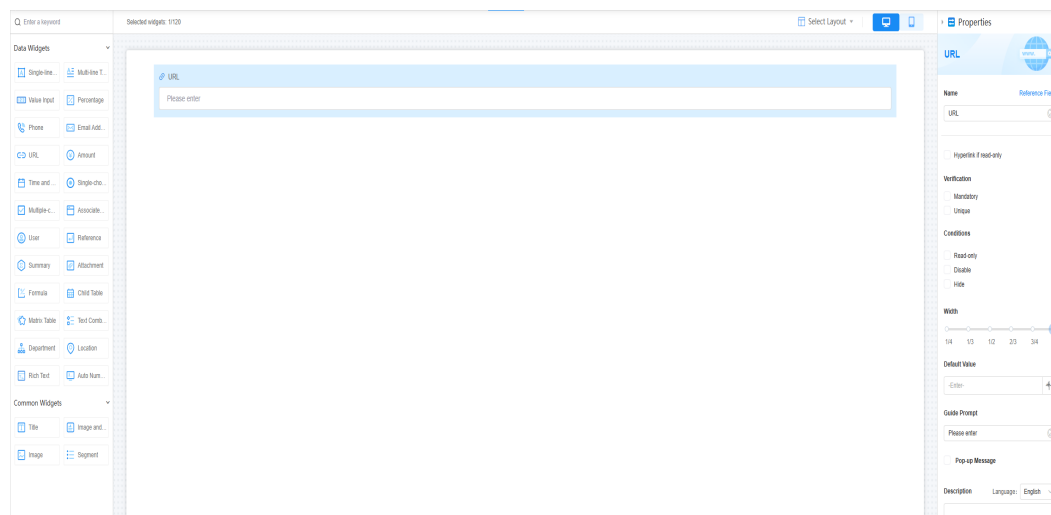 Enter a keyword
Selected widgets: 1/120
Select Layout
Properties
Data Widgets
Single-line...
Multi-line T...
Value Input
Percentage
Phone
Email Add...
URL
Amount
Time and ...
Single-cho...
Multiple-c...
Associate...
User
Reference
Summary
Attachment
Formula
Child Table
Matrix Table
Text Comb...
Department
Location
Rich Text
Auto Num...
Common Widgets
Title
Image and...
Image
Segment
URL
Please enter
URL
www.
Name
Reference Fie
URL
Hyperlink if read-only
Verification
Mandatory
Unique
Conditions
Read-only
Disable
Hide
Width
1/4 1/3 1/2 2/3 3/4
Default Value
-Enter-
Guide Prompt
Please enter
Pop-up Message
Description Language: English